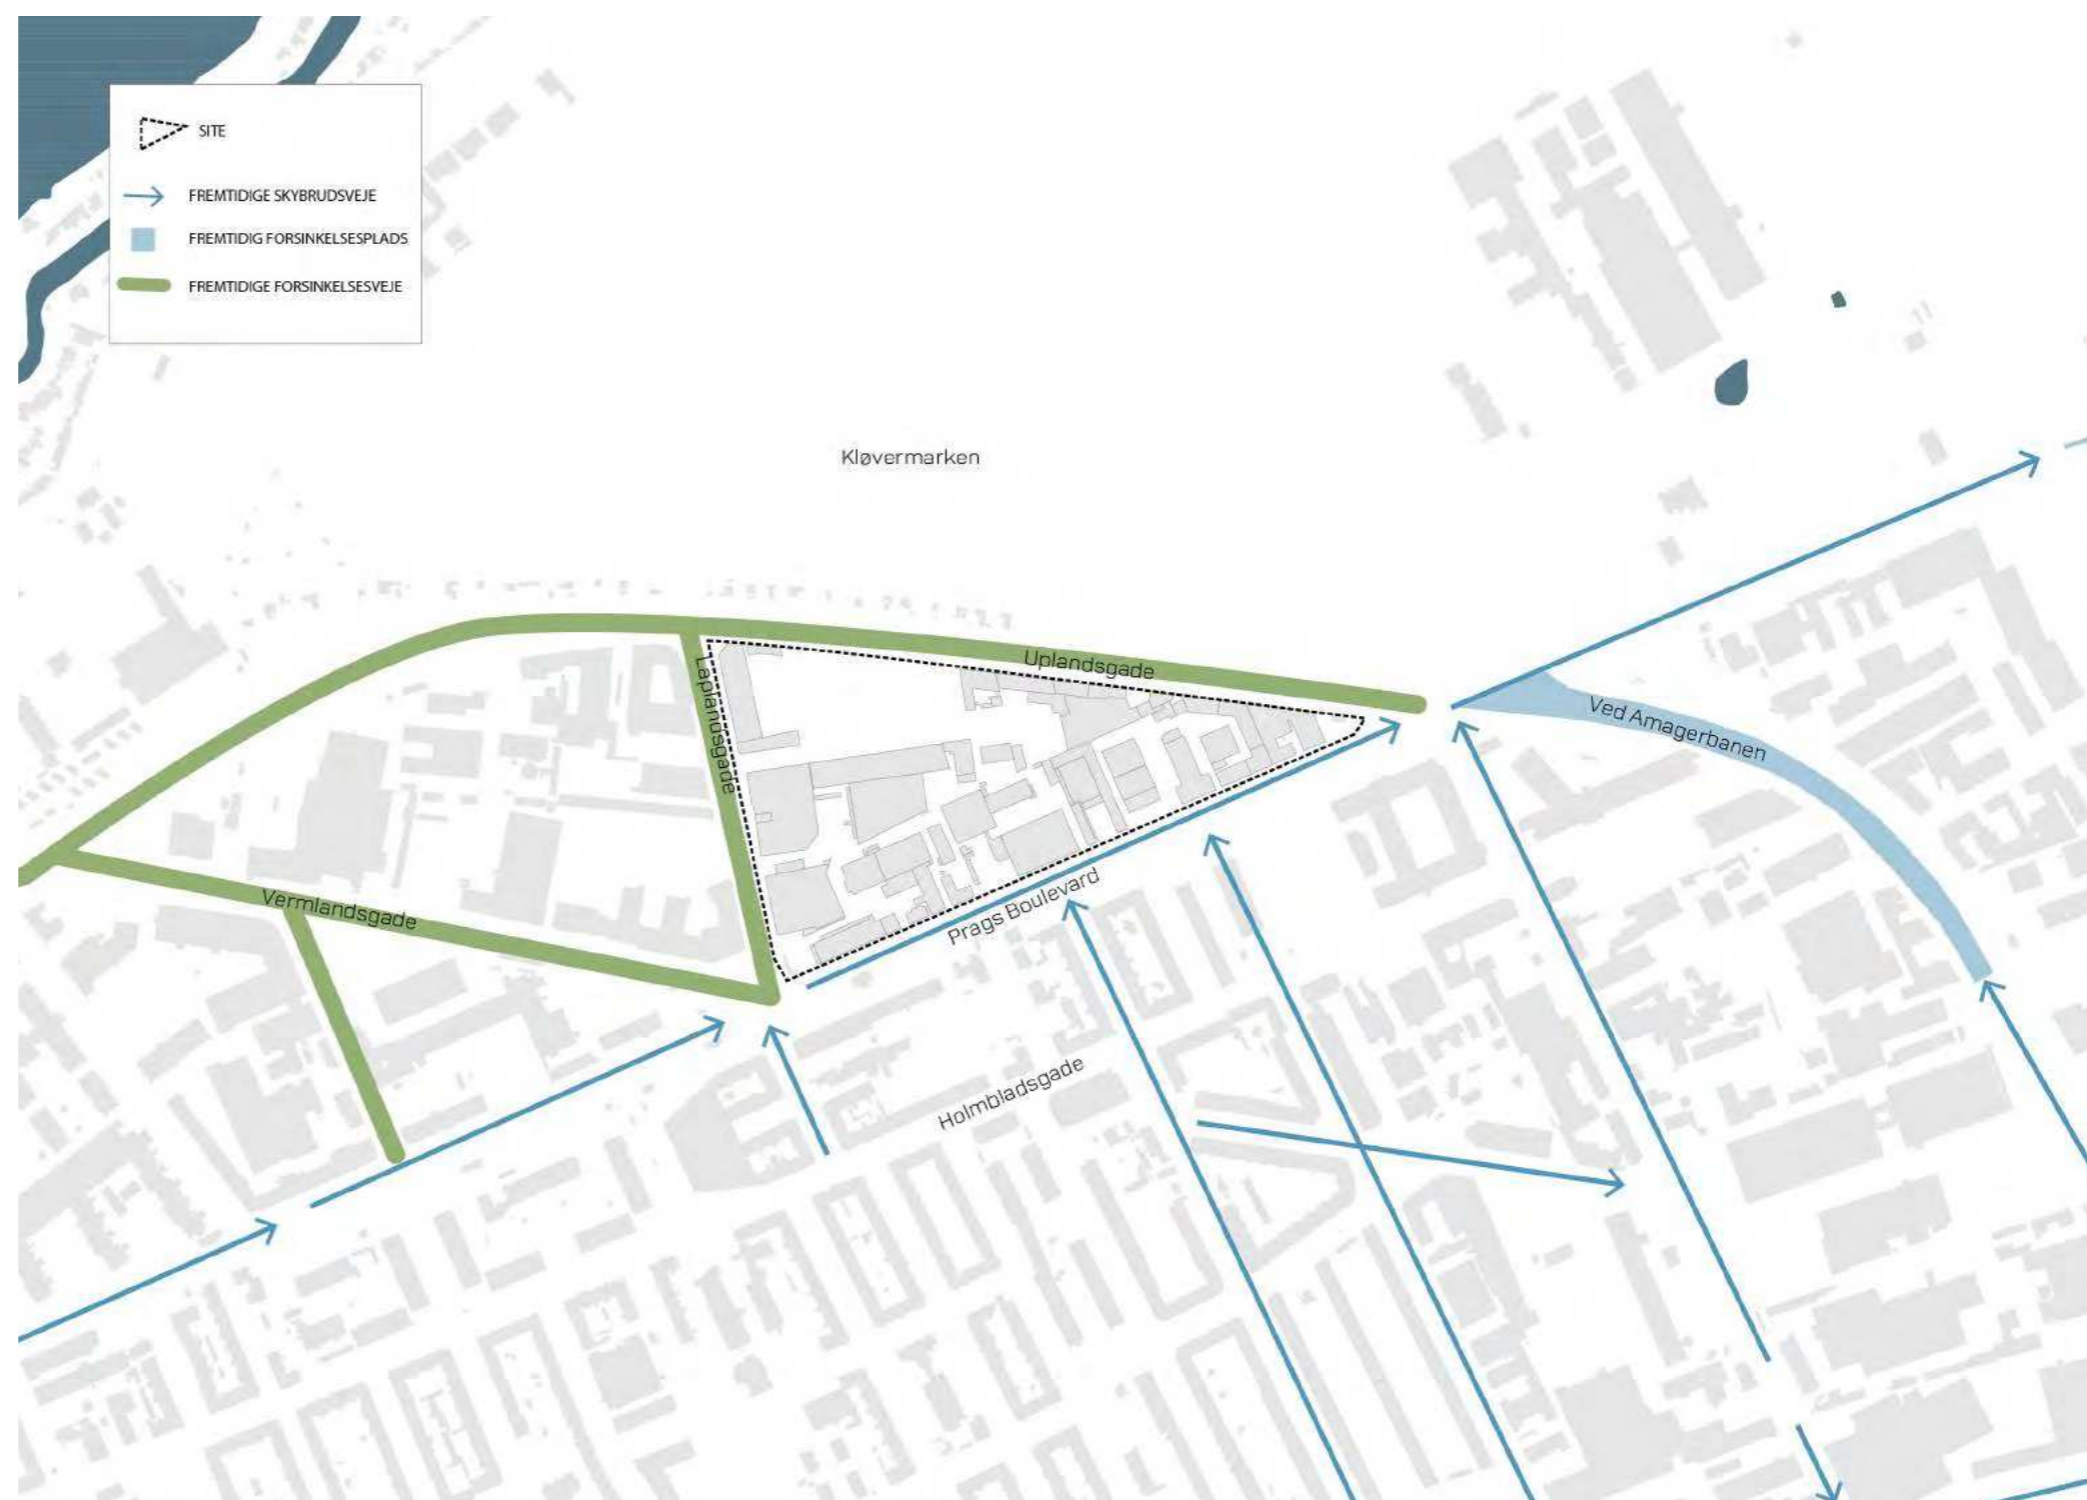 SITE
FREMTIDIGE SKYBRUDSVEJE
FREMTIDIG FORSINKELSESPLADS
FREMTIDIGE FORSINKELSESVEJE
Kløvermarken
Uplandsgade
Laplandsgade
Ved Amagerbanen
Vermlandsgade
Prags Boulevard
Holmbladsgade